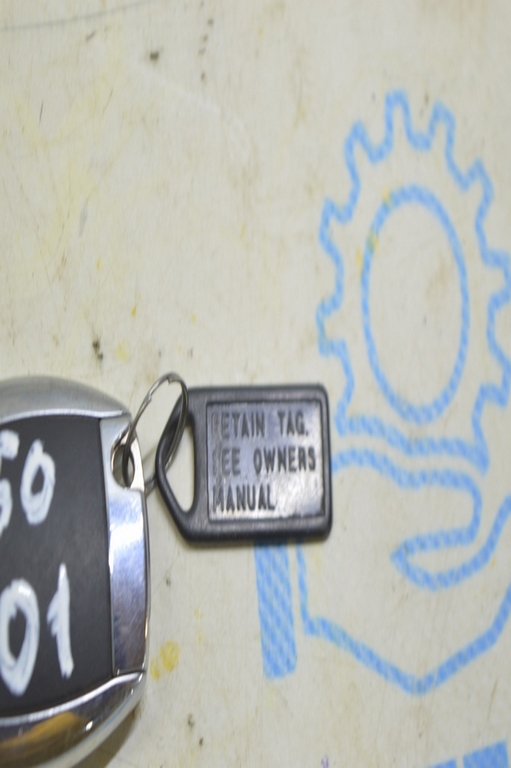 50
01
RETAIN TAG.
SEE OWNERS
MANUAL